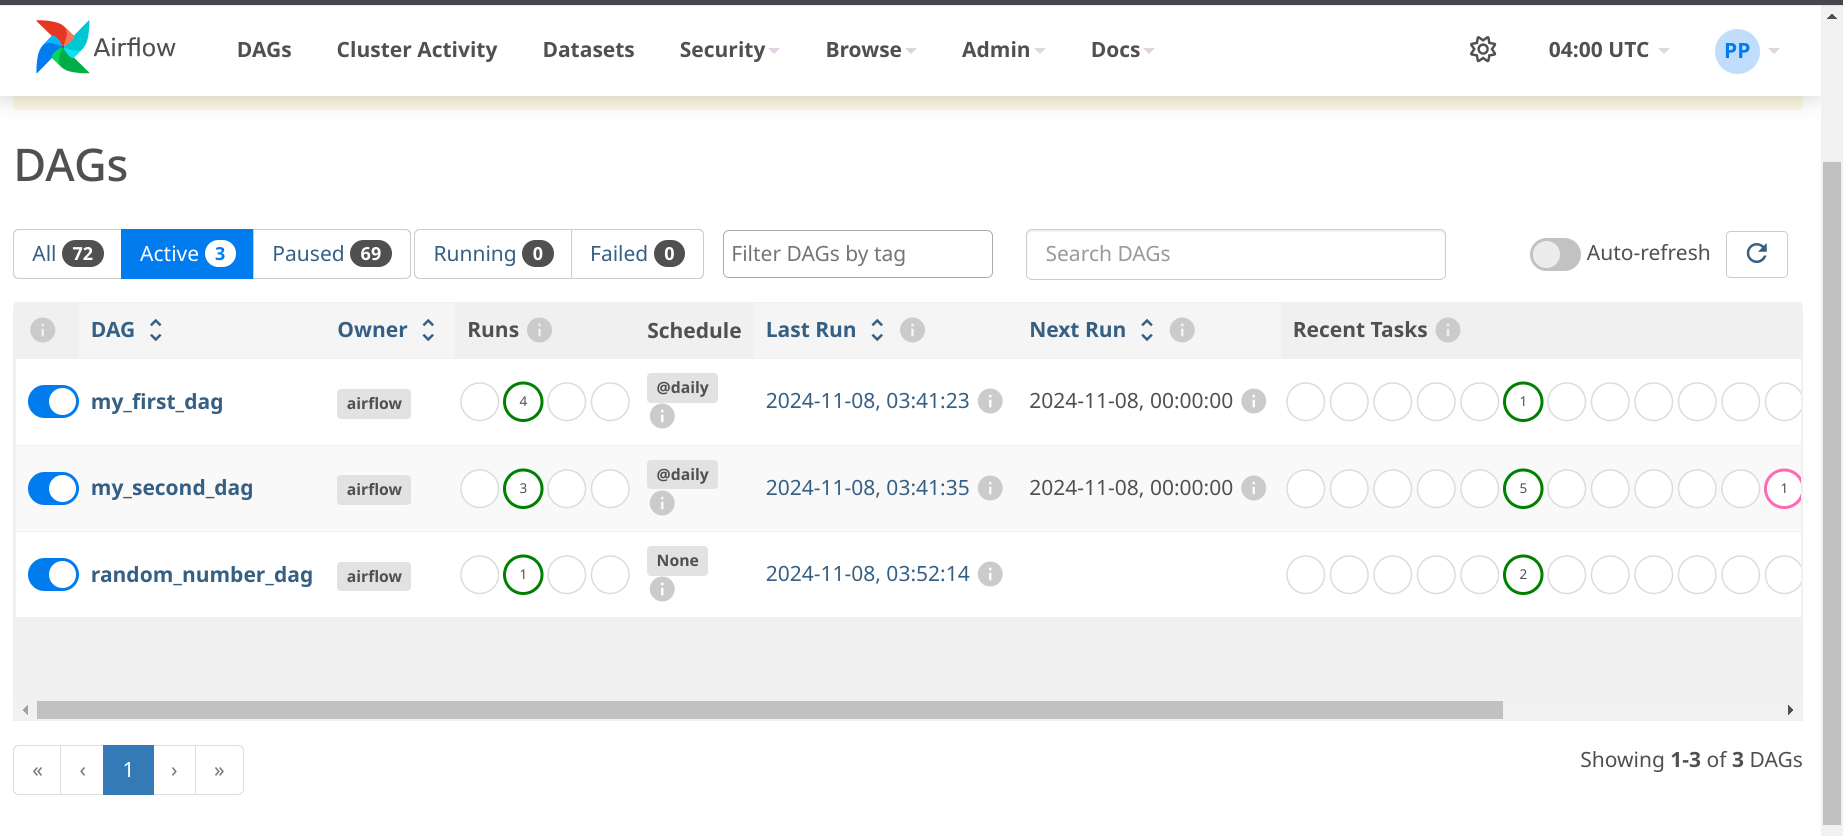 Airflow DAGs Cluster Activity Datasets Security Browse Admin Docs 04:00 UTC PP
DAGs
All 72 Active 3 Paused 69 Running 0 Failed 0 Filter DAGs by tag Search DAGs Auto-refresh
DAG Owner Runs Schedule Last Run Next Run Recent Tasks
my_first_dag airflow 4 @daily 2024-11-08, 03:41:23 2024-11-08, 00:00:00 1
my_second_dag airflow 3 @daily 2024-11-08, 03:41:35 2024-11-08, 00:00:00 5 1
random_number_dag airflow 1 None 2024-11-08, 03:52:14 2
« ‹ 1 › » Showing 1-3 of 3 DAGs